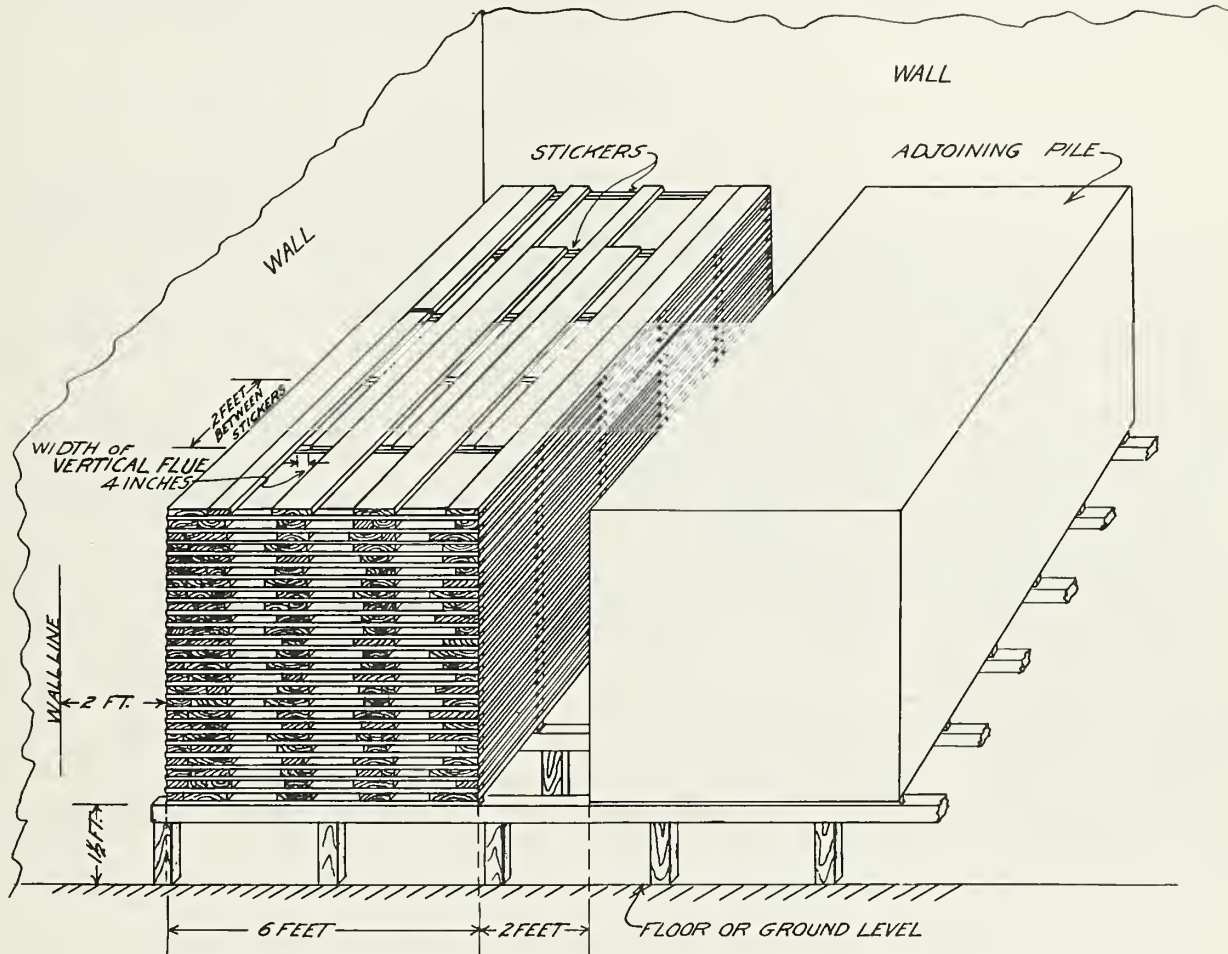 WALL
STICKERS
ADJOINING PILE
WALL
2 FEET
BETWEEN
STICKERS
WIDTH OF
VERTICAL FLUE
4 INCHES
WALL LINE
2 FT.
1½ FT.
6 FEET
2 FEET
FLOOR OR GROUND LEVEL